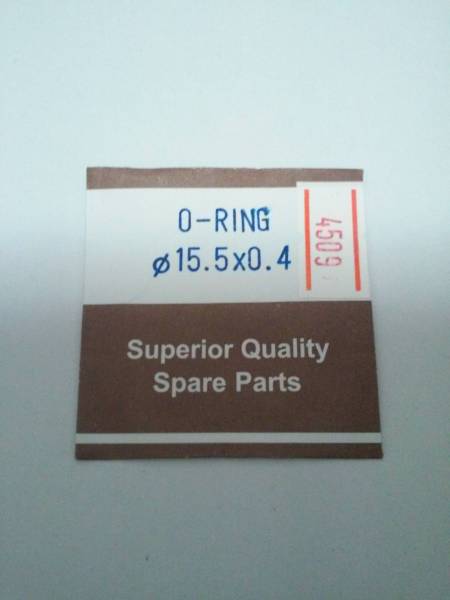 O-RING
ø15.5x0.4
4509
Superior Quality
Spare Parts